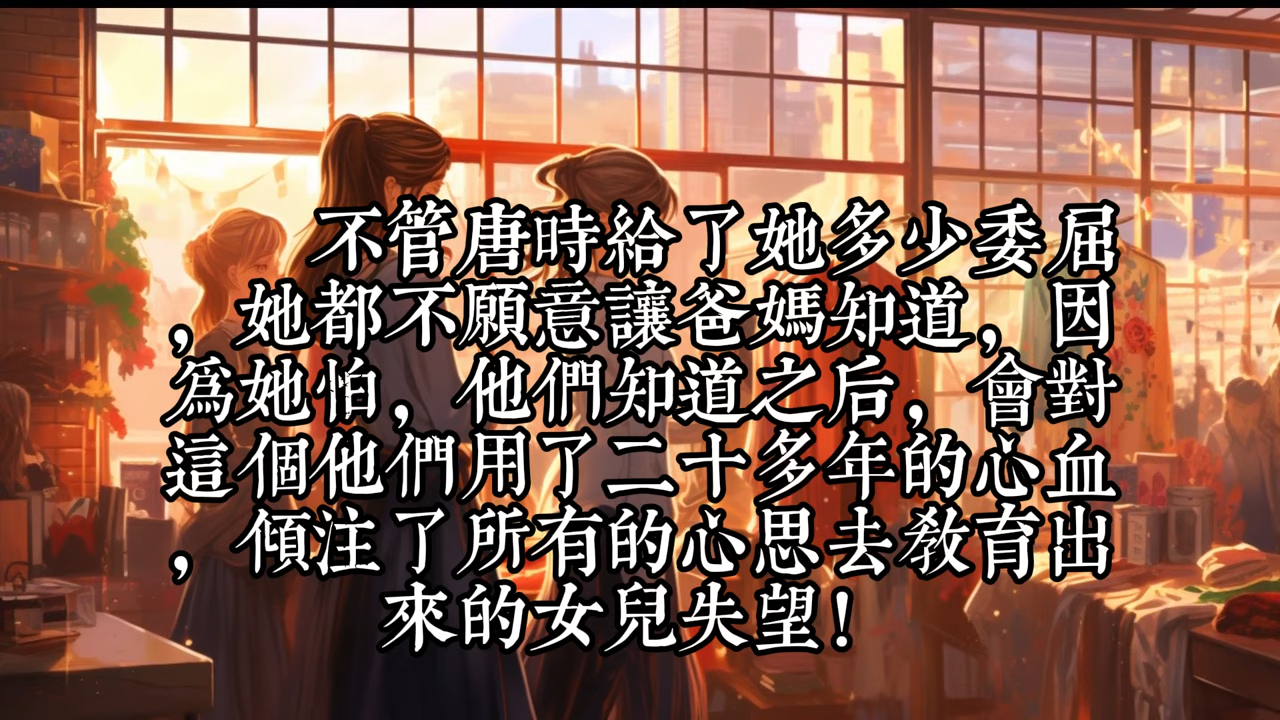 不管唐時給了她多少委屈
，她都不願意讓爸媽知道，因
爲她怕，他們知道之后，會對
這個他們用了二十多年的心血
，傾注了所有的心思去教育出
來的女兒失望！